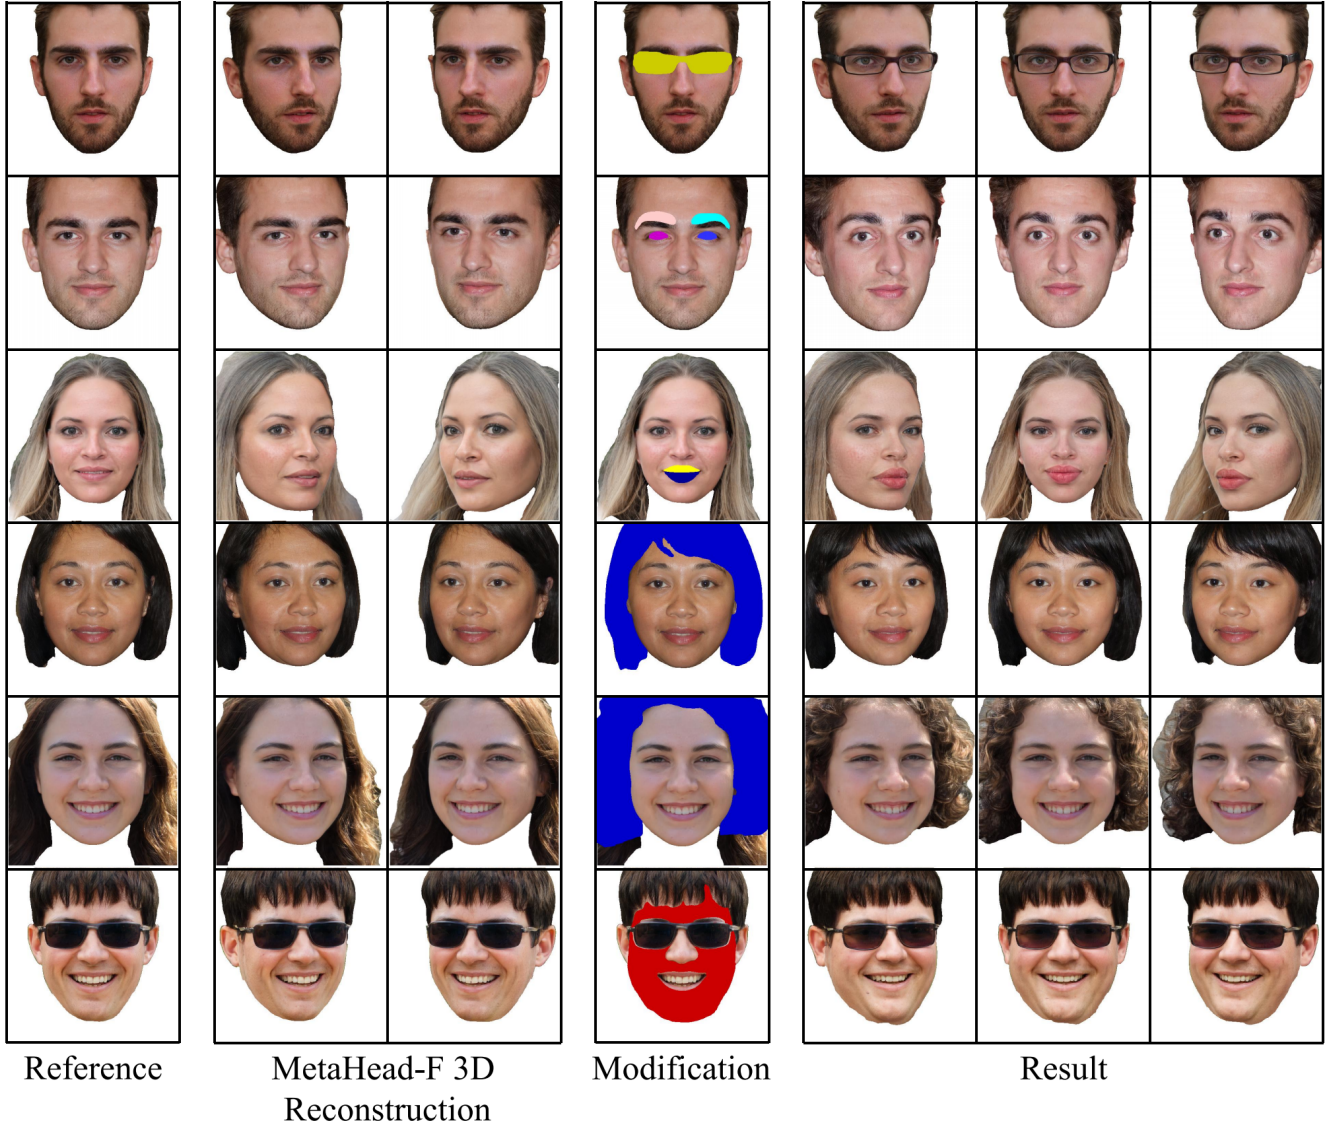 Reference
MetaHead-F 3D
Reconstruction
Modification
Result